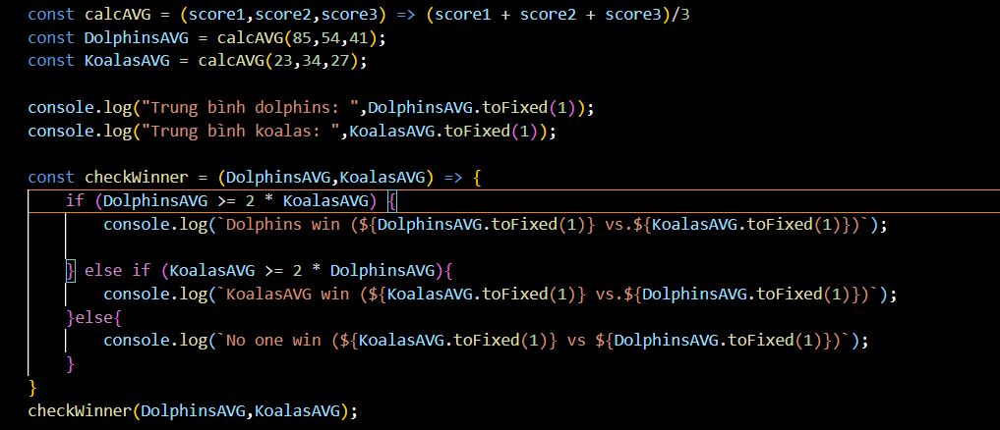 const calcAVG = (score1,score2,score3) => (score1 + score2 + score3)/3
const DolphinsAVG = calcAVG(85,54,41);
const KoalasAVG = calcAVG(23,34,27);
console.log("Trung bình dolphins: ",DolphinsAVG.toFixed(1));
console.log("Trung bình koalas: ",KoalasAVG.toFixed(1));
const checkWinner = (DolphinsAVG,KoalasAVG) => {
if (DolphinsAVG >= 2 * KoalasAVG) {
console.log(`Dolphins win (${DolphinsAVG.toFixed(1)} vs.${KoalasAVG.toFixed(1)})`);
} else if (KoalasAVG >= 2 * DolphinsAVG){
console.log(`KoalasAVG win (${KoalasAVG.toFixed(1)} vs.${DolphinsAVG.toFixed(1)})`);
}else{
console.log(`No one win (${KoalasAVG.toFixed(1)} vs ${DolphinsAVG.toFixed(1)})`);
}
}
checkWinner(DolphinsAVG,KoalasAVG);